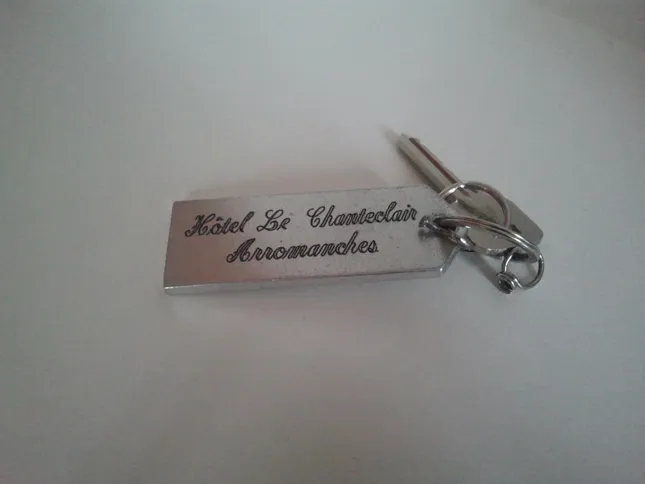 Hôtel Le Chanteclair
Arromanches